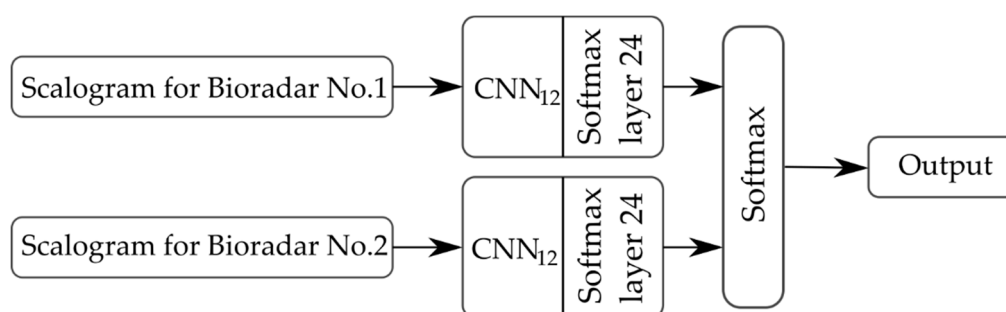 Scalogram for Bioradar No.1
CNN12
Softmax
layer 24
Scalogram for Bioradar No.2
CNN12
Softmax
layer 24
Softmax
Output